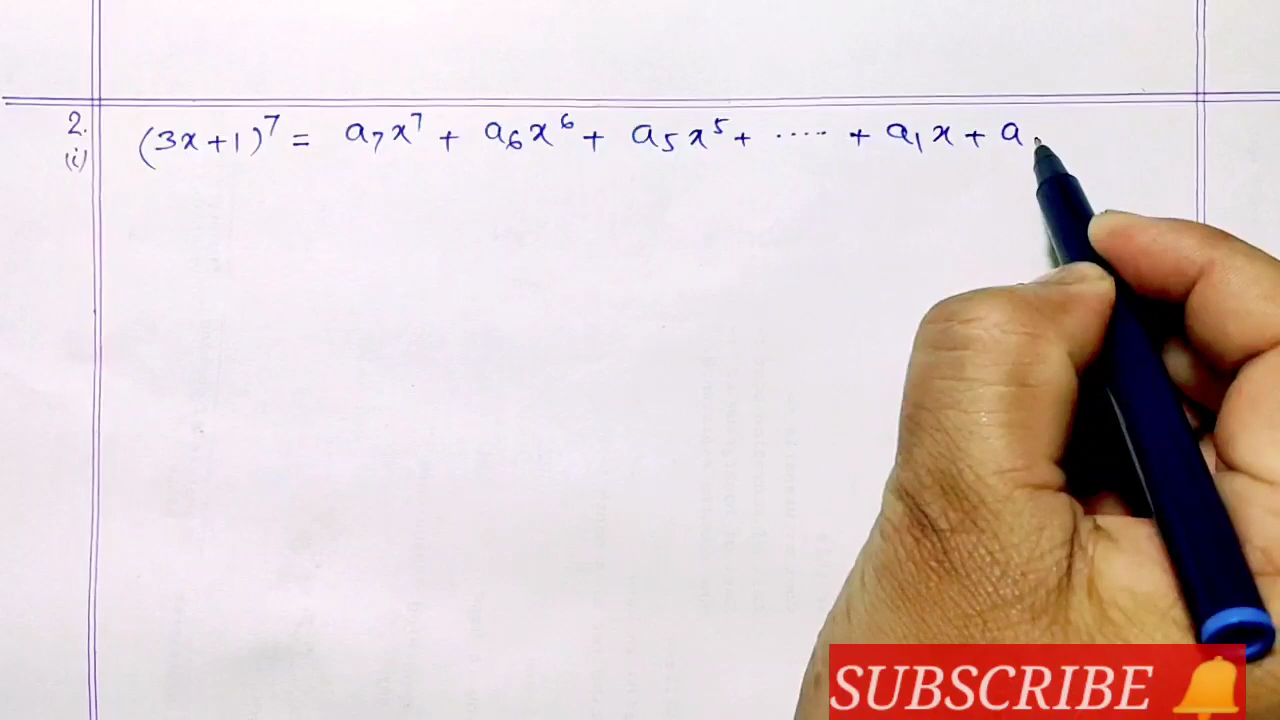 2. (3x+1)⁷ = a₇x⁷ + a₆x⁶ + a₅x⁵ + ..... + a₁x + a
(i)
SUBSCRIBE